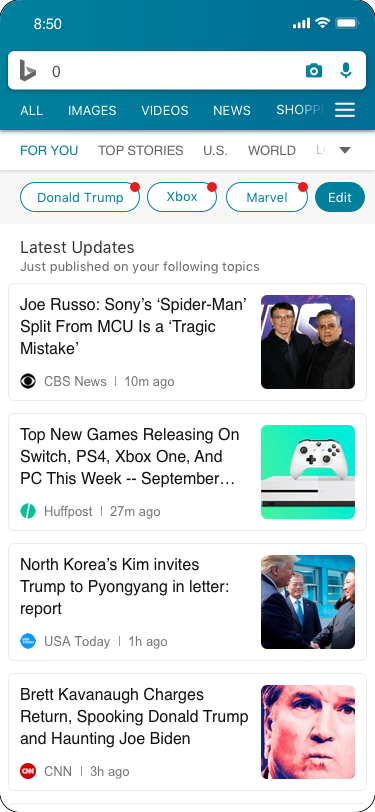 8:50
0
ALL IMAGES VIDEOS NEWS SHOPP
FOR YOU TOP STORIES U.S. WORLD
Donald Trump Xbox Marvel Edit
Latest Updates
Just published on your following topics
Joe Russo: Sony’s ‘Spider-Man’
Split From MCU Is a ‘Tragic
Mistake’
CBS News | 10m ago
Top New Games Releasing On
Switch, PS4, Xbox One, And
PC This Week -- September…
Huffpost | 27m ago
North Korea’s Kim invites
Trump to Pyongyang in letter:
report
USA Today | 1h ago
Brett Kavanaugh Charges
Return, Spooking Donald Trump
and Haunting Joe Biden
CNN CNN | 3h ago